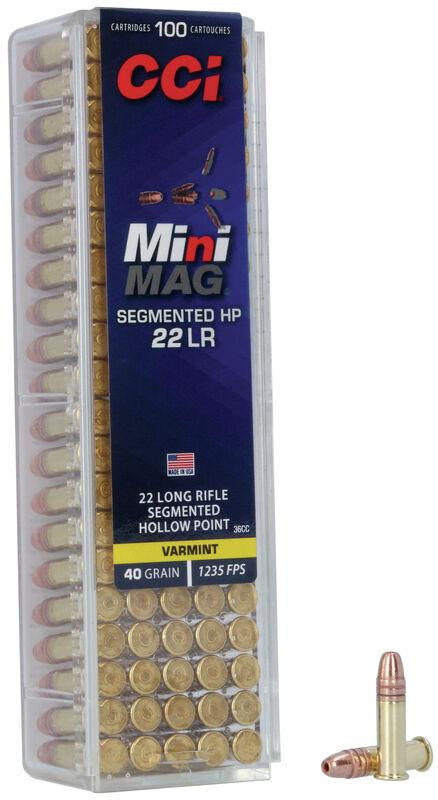 CARTRIDGES 100 CARTOUCHES
CCI
Mini
MAG
SEGMENTED HP
22 LR
MADE IN USA
22 LONG RIFLE
SEGMENTED
HOLLOW POINT
36CC
VARMINT
40 GRAIN 1235 FPS